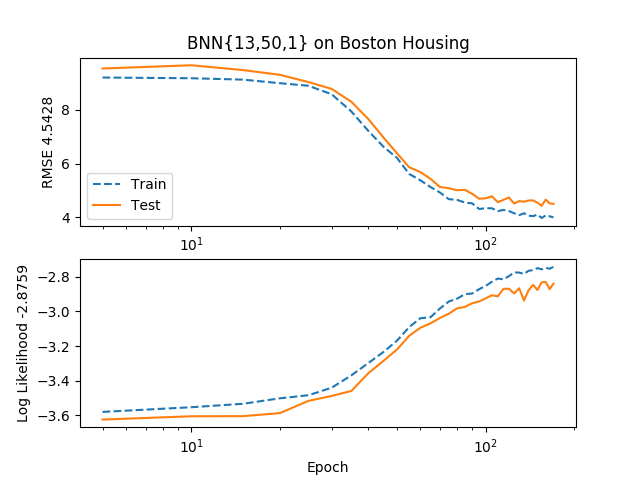 BNN{13,50,1} on Boston Housing
RMSE 4.5428
8
6
4
Train
Test
10¹
10²
Log Likelihood -2.8759
−2.8
−3.0
−3.2
−3.4
−3.6
10¹
10²
Epoch